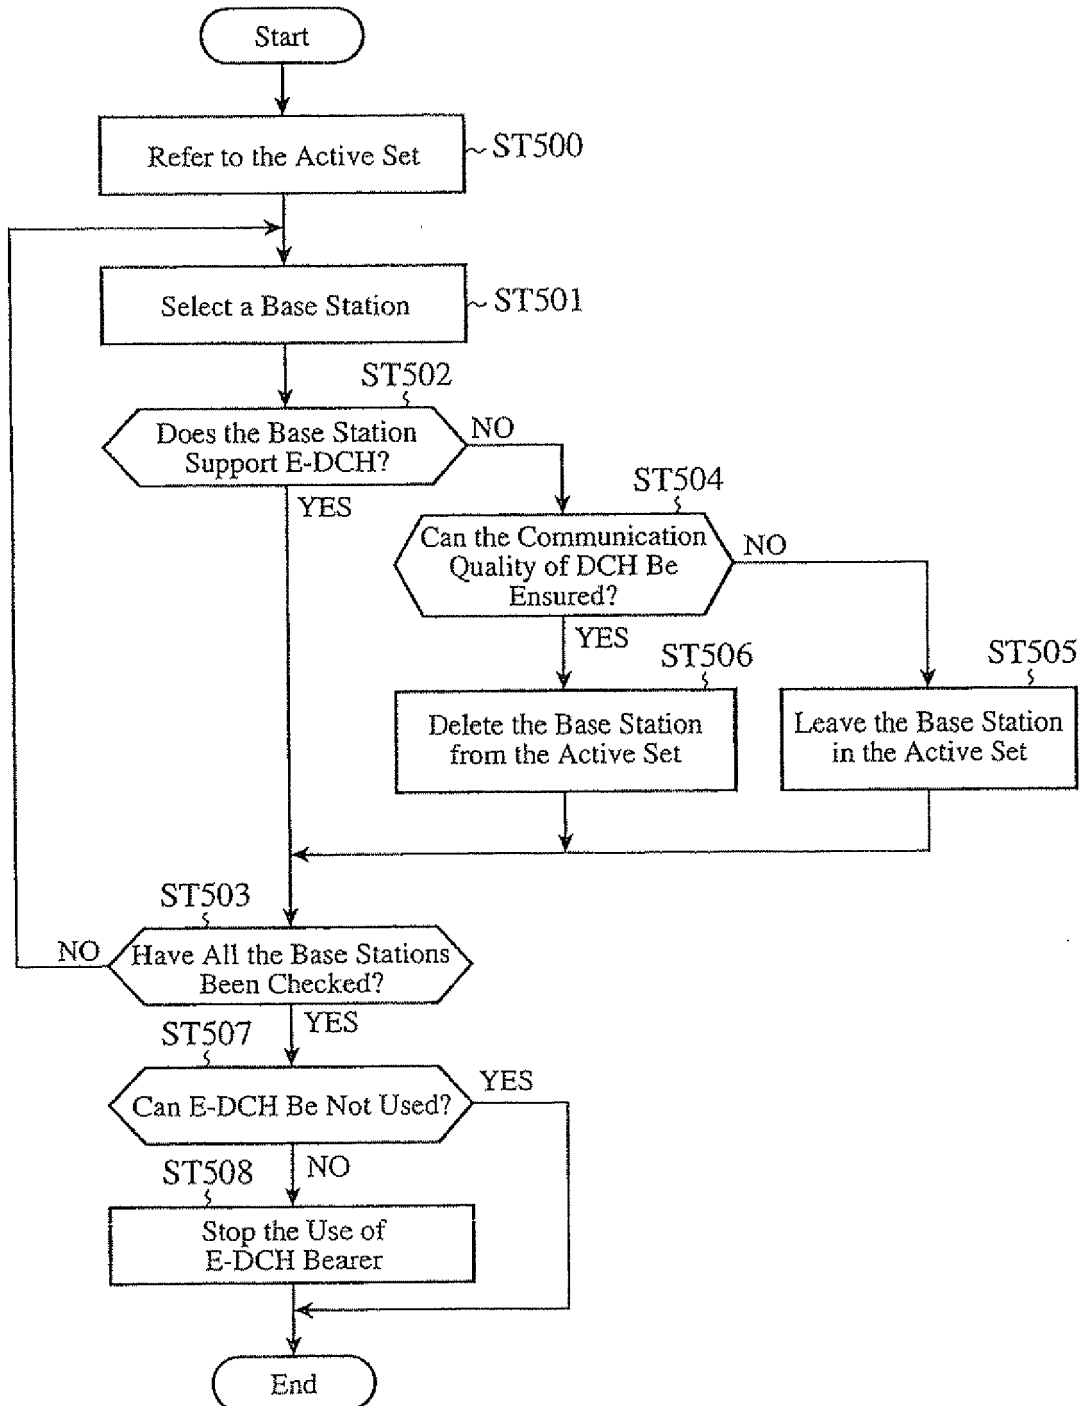 Start
Refer to the Active Set
ST500
Select a Base Station
ST501
ST502
Does the Base Station
Support E-DCH?
NO
YES
ST504
Can the Communication
Quality of DCH Be
Ensured?
NO
YES
ST506
Delete the Base Station
from the Active Set
ST505
Leave the Base Station
in the Active Set
ST503
Have All the Base Stations
Been Checked?
NO
YES
ST507
Can E-DCH Be Not Used?
YES
NO
ST508
Stop the Use of
E-DCH Bearer
End